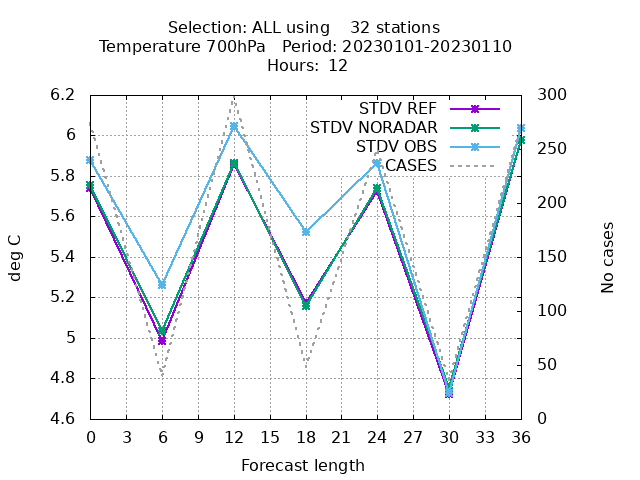 Selection: ALL using    32 stations
Temperature 700hPa   Period: 20230101-20230110
Hours:  12
STDV REF
STDV NORADAR
STDV OBS
CASES
deg C
6.2
6
5.8
5.6
5.4
5.2
5
4.8
4.6
300
250
200
150
100
50
0
No cases
0 3 6 9 12 15 18 21 24 27 30 33 36
Forecast length